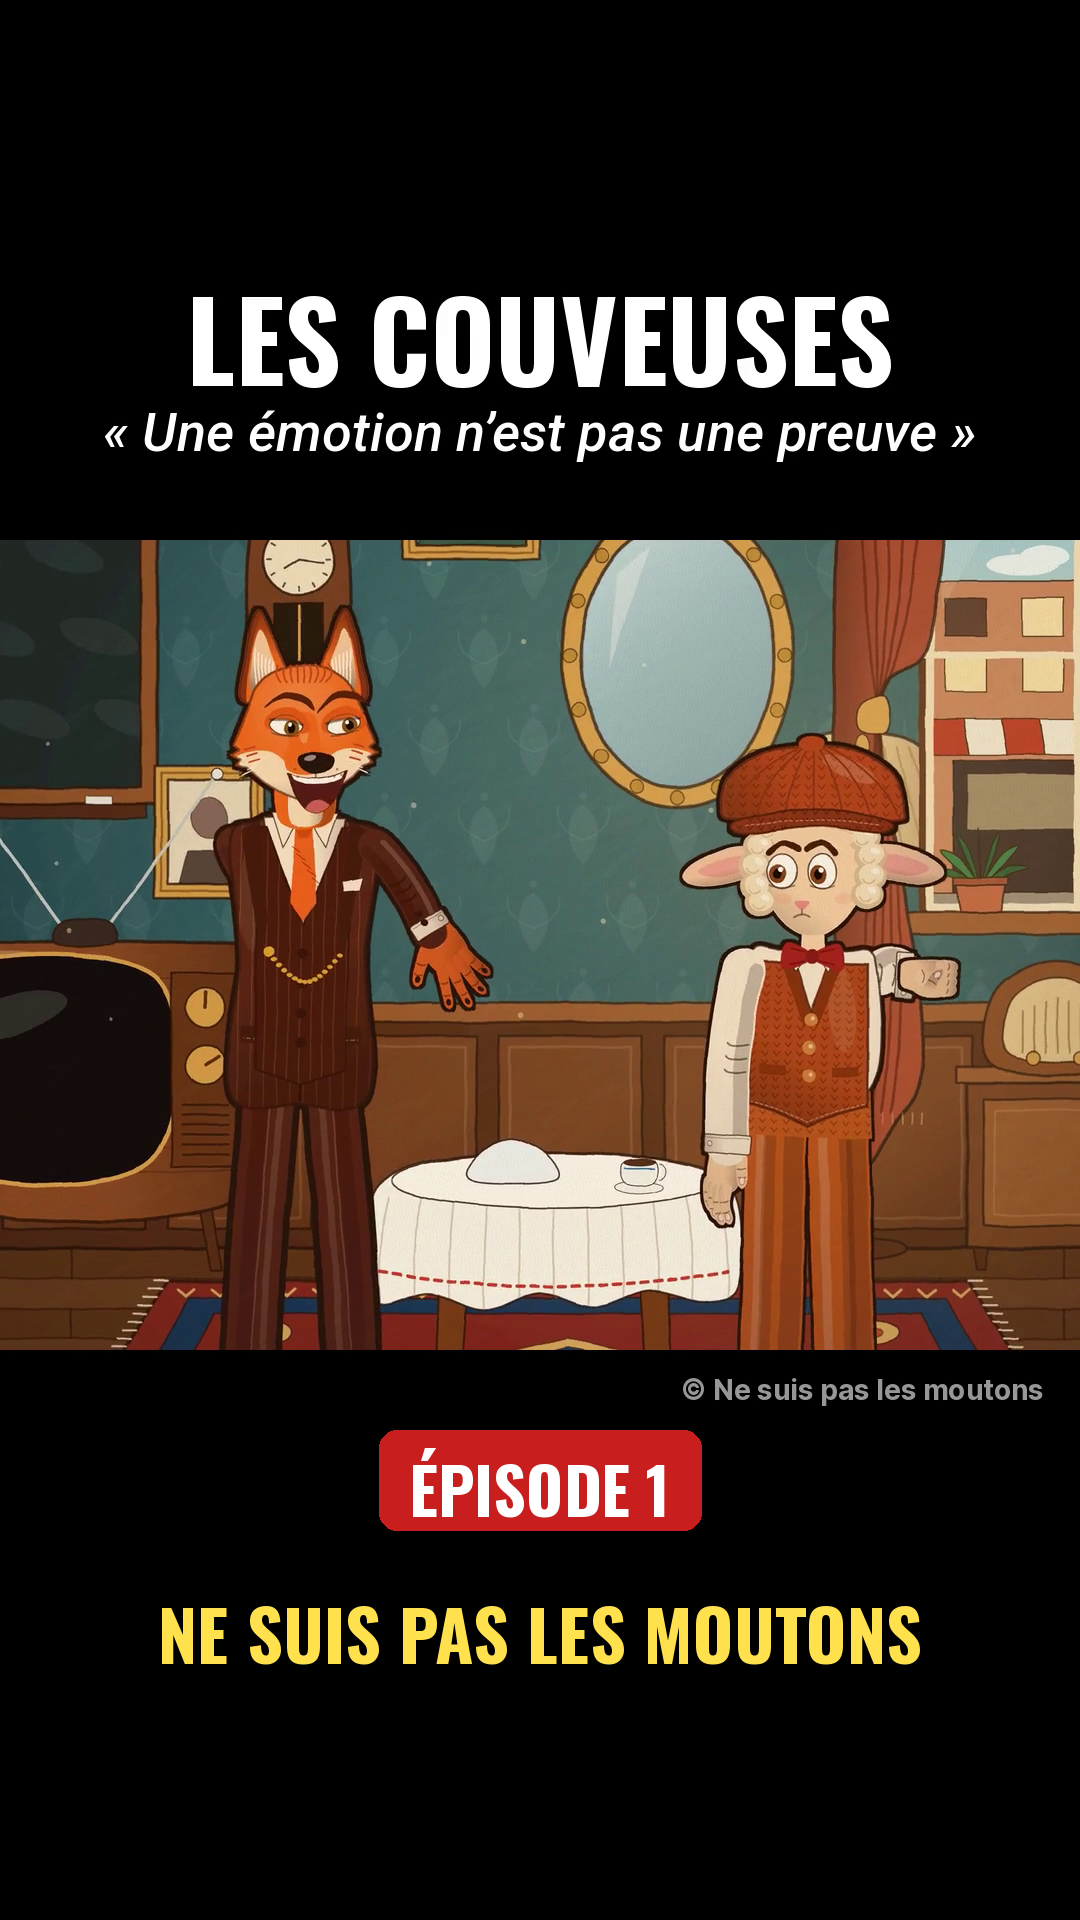 LES COUVEUSES
« Une émotion n’est pas une preuve »
© Ne suis pas les moutons
ÉPISODE 1
NE SUIS PAS LES MOUTONS